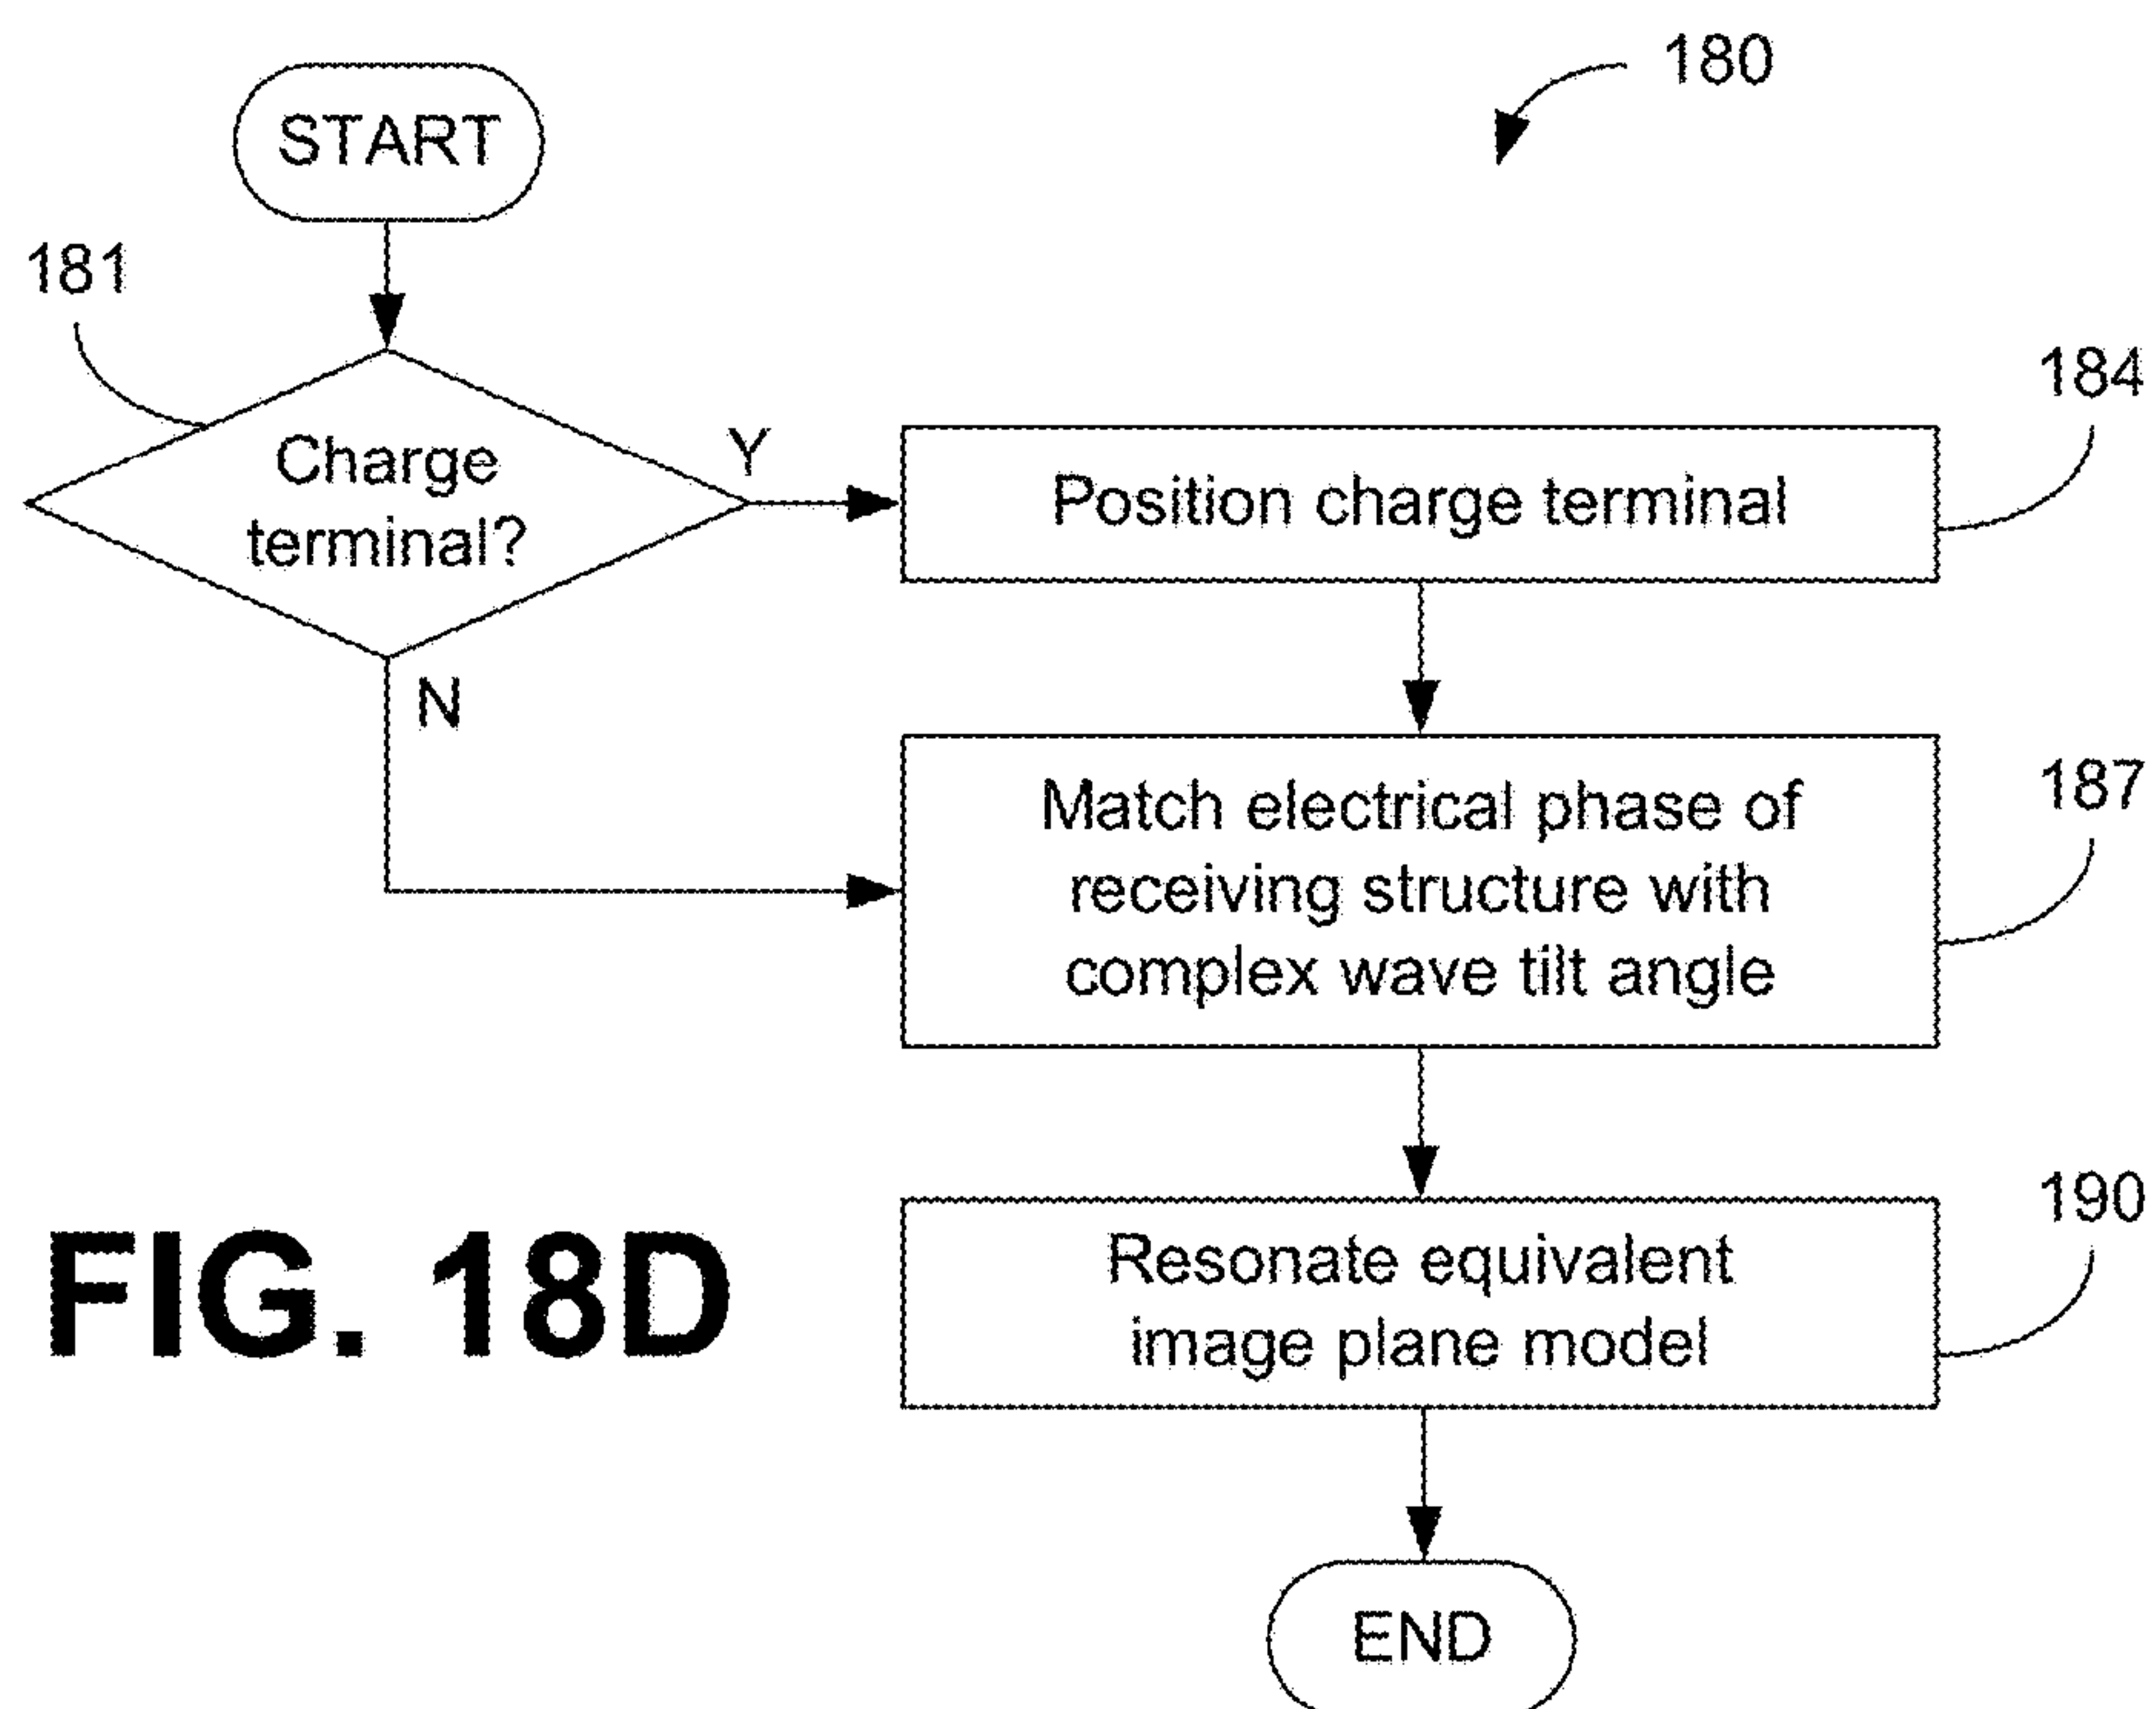 180
START
181
Charge
terminal?
Y
N
184
Position charge terminal
187
Match electrical phase of
receiving structure with
complex wave tilt angle
190
Resonate equivalent
image plane model
END
FIG. 18D